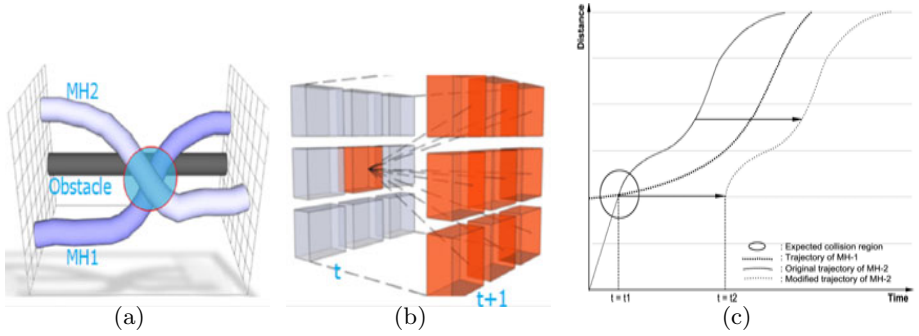 MH2
Obstacle
MH1
(a)
t
t+1
(b)
Distance
: Expected collision region
: Trajectory of MH-1
: Original trajectory of MH-2
: Modified trajectory of MH-2
t = t1
t = t2
Time
(c)